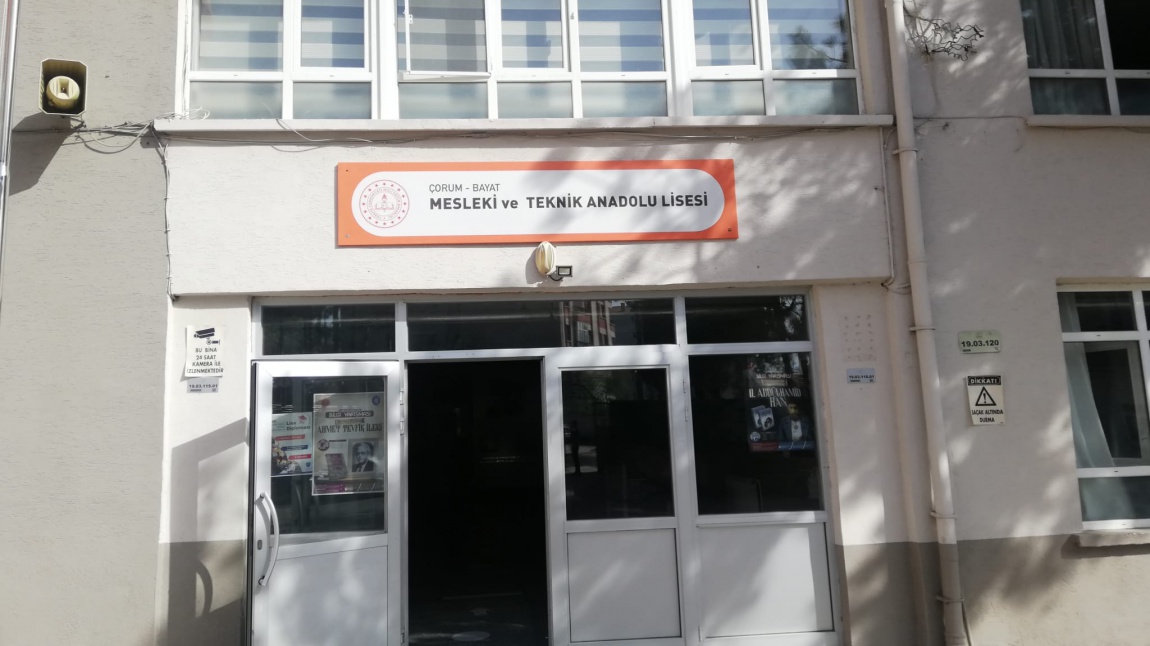 ÇORUM - BAYAT
MESLEKİ ve TEKNİK ANADOLU LİSESİ
BU BİNA
24 SAAT
KAMERA İLE
İZLENMEKTEDİR
19.03.120
DİKKAT!
SAÇAK ALTINDA
DURMA
AHMET TEVFİK İLERİ
II. ABDÜLHAMİD
HAN